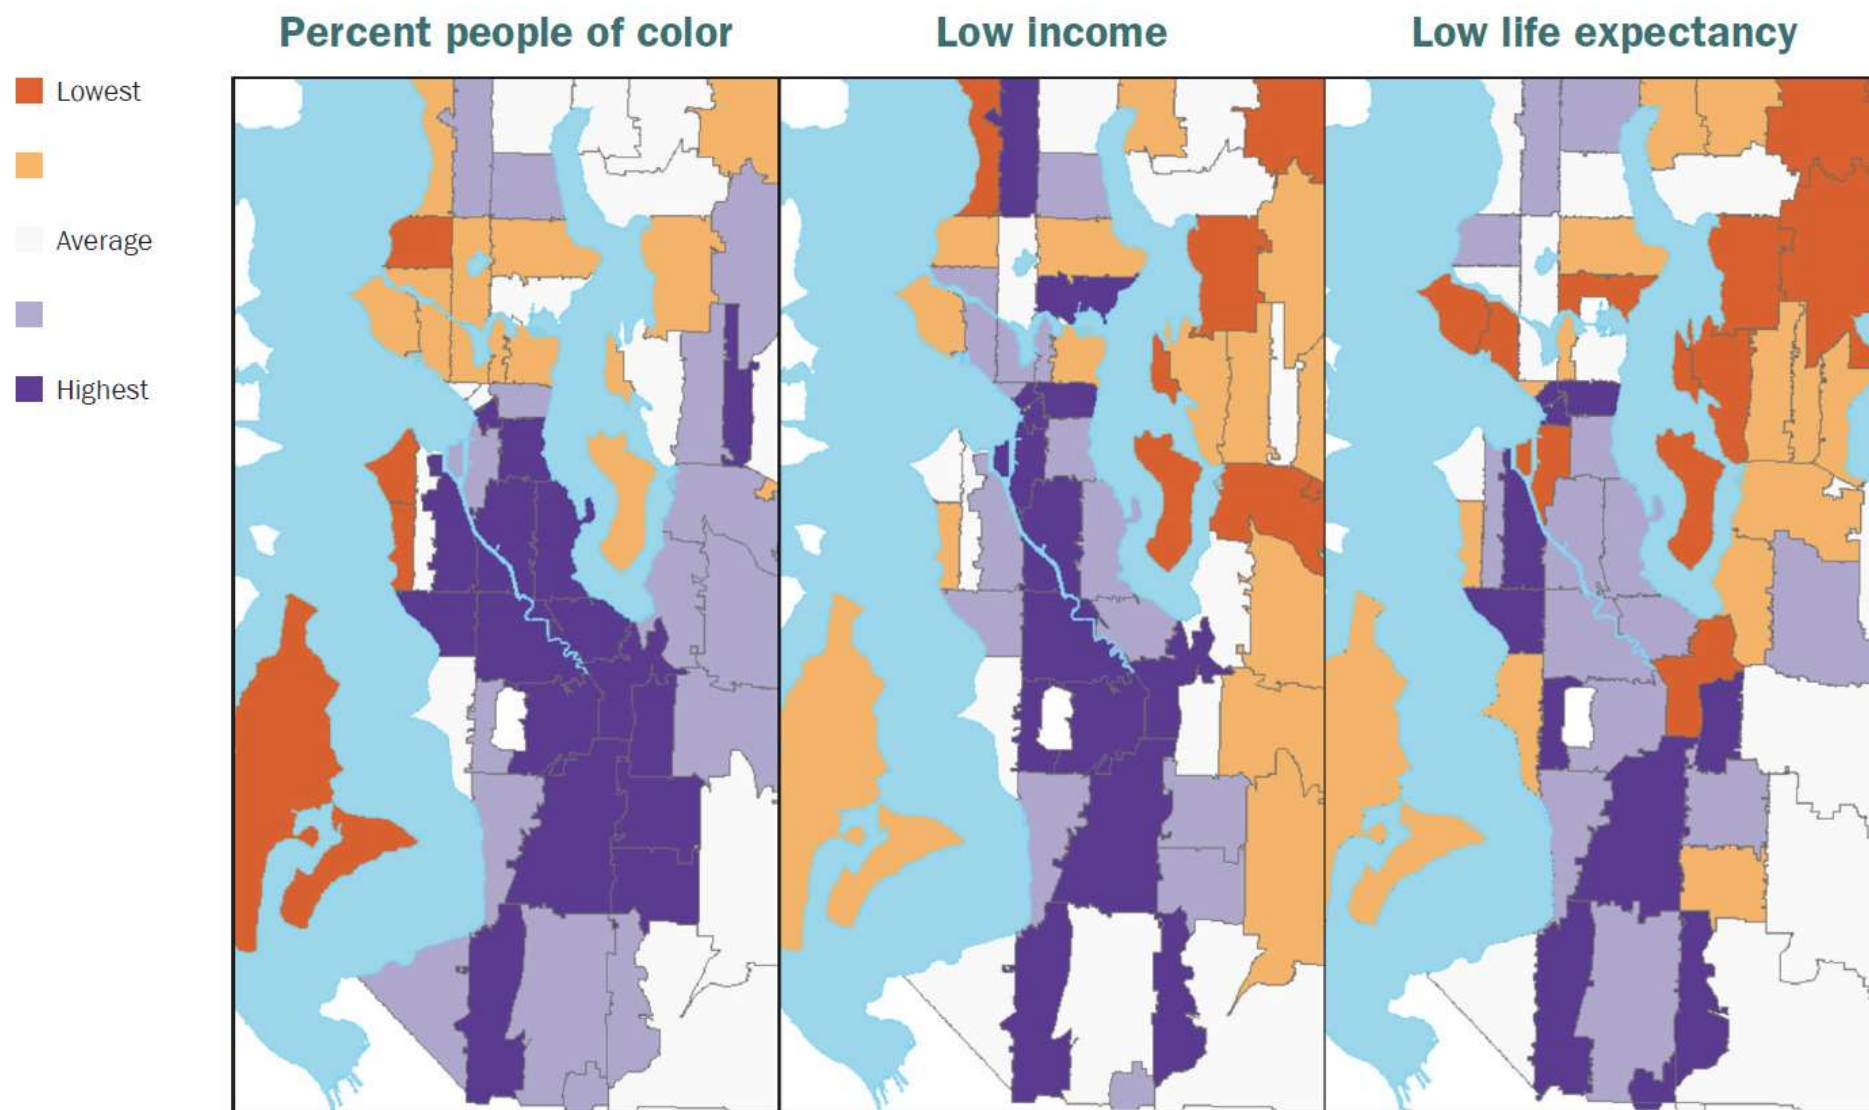 Percent people of color
Low income
Low life expectancy
Lowest
Average
Highest